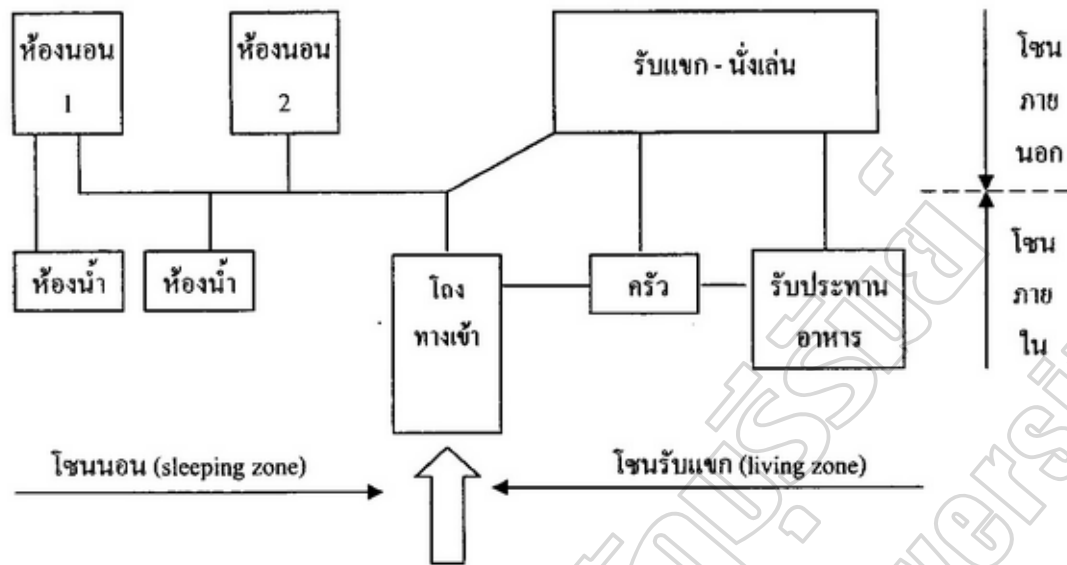 ห้องนอน
1
ห้องนอน
2
รับแขก - นั่งเล่น
โซน
ภาย
นอก
ห้องน้ำ
ห้องน้ำ
โถง
ทางเข้า
ครัว
รับประทาน
อาหาร
โซน
ภาย
ใน
โซนนอน (sleeping zone)
โซนรับแขก (living zone)